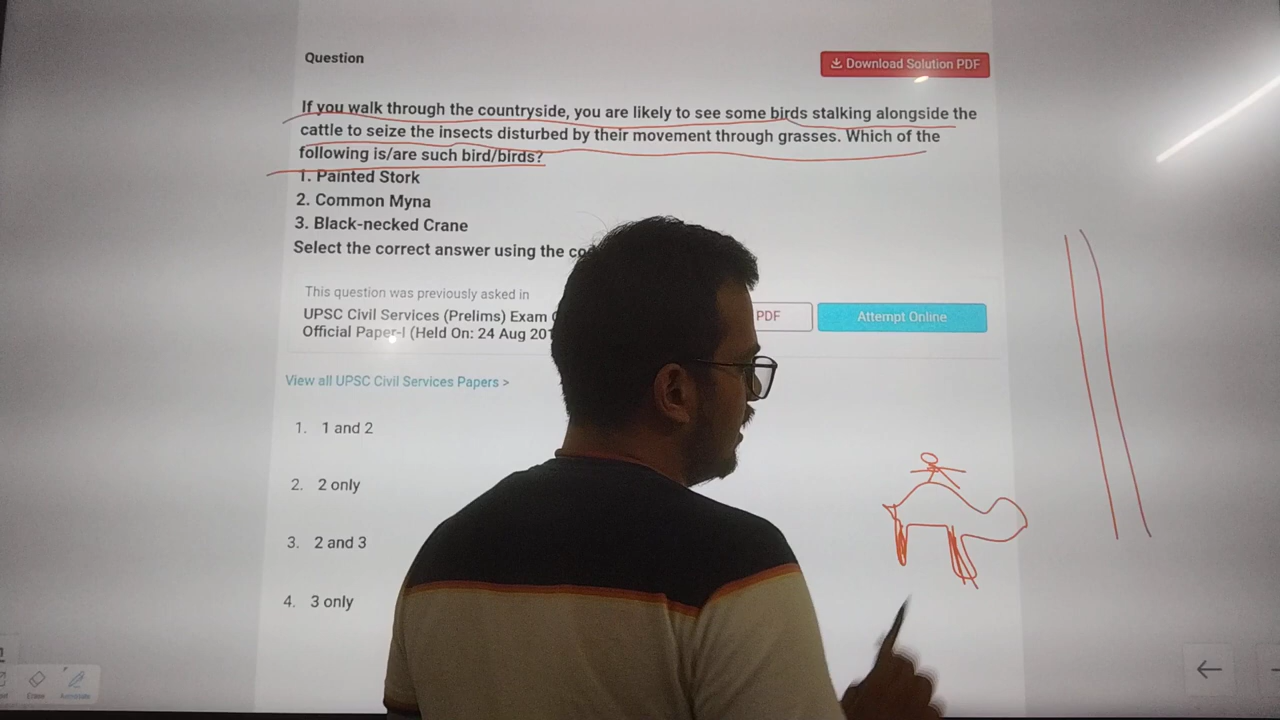 Question
Download Solution PDF
If you walk through the countryside, you are likely to see some birds stalking alongside the
cattle to seize the insects disturbed by their movement through grasses. Which of the
following is/are such bird/birds?
1. Painted Stork
2. Common Myna
3. Black-necked Crane
Select the correct answer using the
This question was previously asked in
UPSC Civil Services (Prelims) Exam
Official Paper-I (Held On: 24 Aug
PDF
Attempt Online
View all UPSC Civil Services Papers >
1. 1 and 2
2. 2 only
3. 2 and 3
4. 3 only